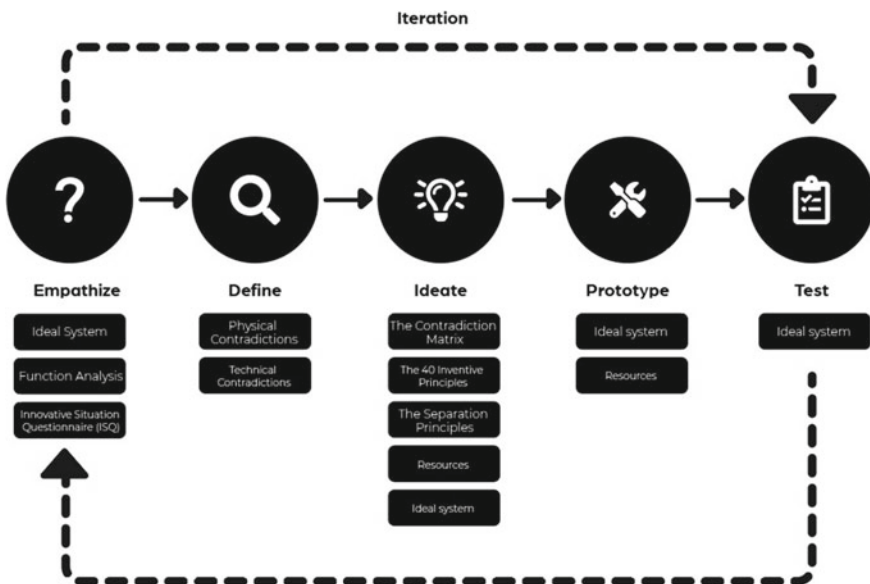 Iteration
Empathize
Ideal System
Function Analysis
Innovative Situation
Questionnaire (ISQ)
Define
Physical
Contradictions
Technical
Contradictions
Ideate
The Contradiction
Matrix
The 40 Inventive
Principles
The Separation
Principles
Resources
Ideal system
Prototype
Ideal system
Resources
Test
Ideal system